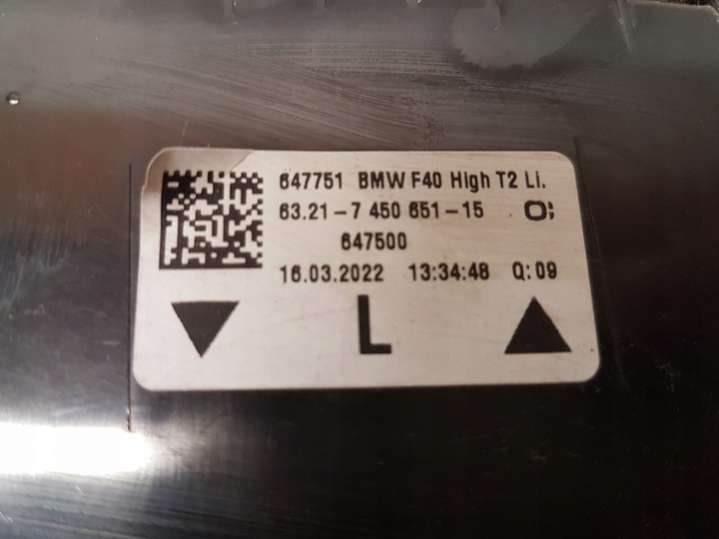 647751 BMW F40 High T2 Li.
63.21-7 450 651-15 O:
647500
16.03.2022 13:34:48 Q:09
L